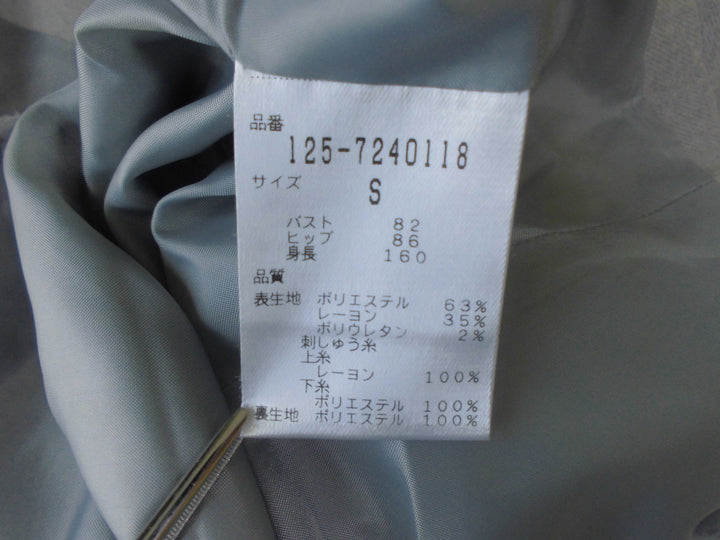 品番
125-7240118
サイズ
S
バスト 82
ヒップ 86
身長 160
品質
表生地 ポリエステル 63%
レーヨン 35%
ポリウレタン 2%
刺しゅう糸
上糸
レーヨン 100%
下糸
ポリエステル 100%
裏生地 ポリエステル 100%